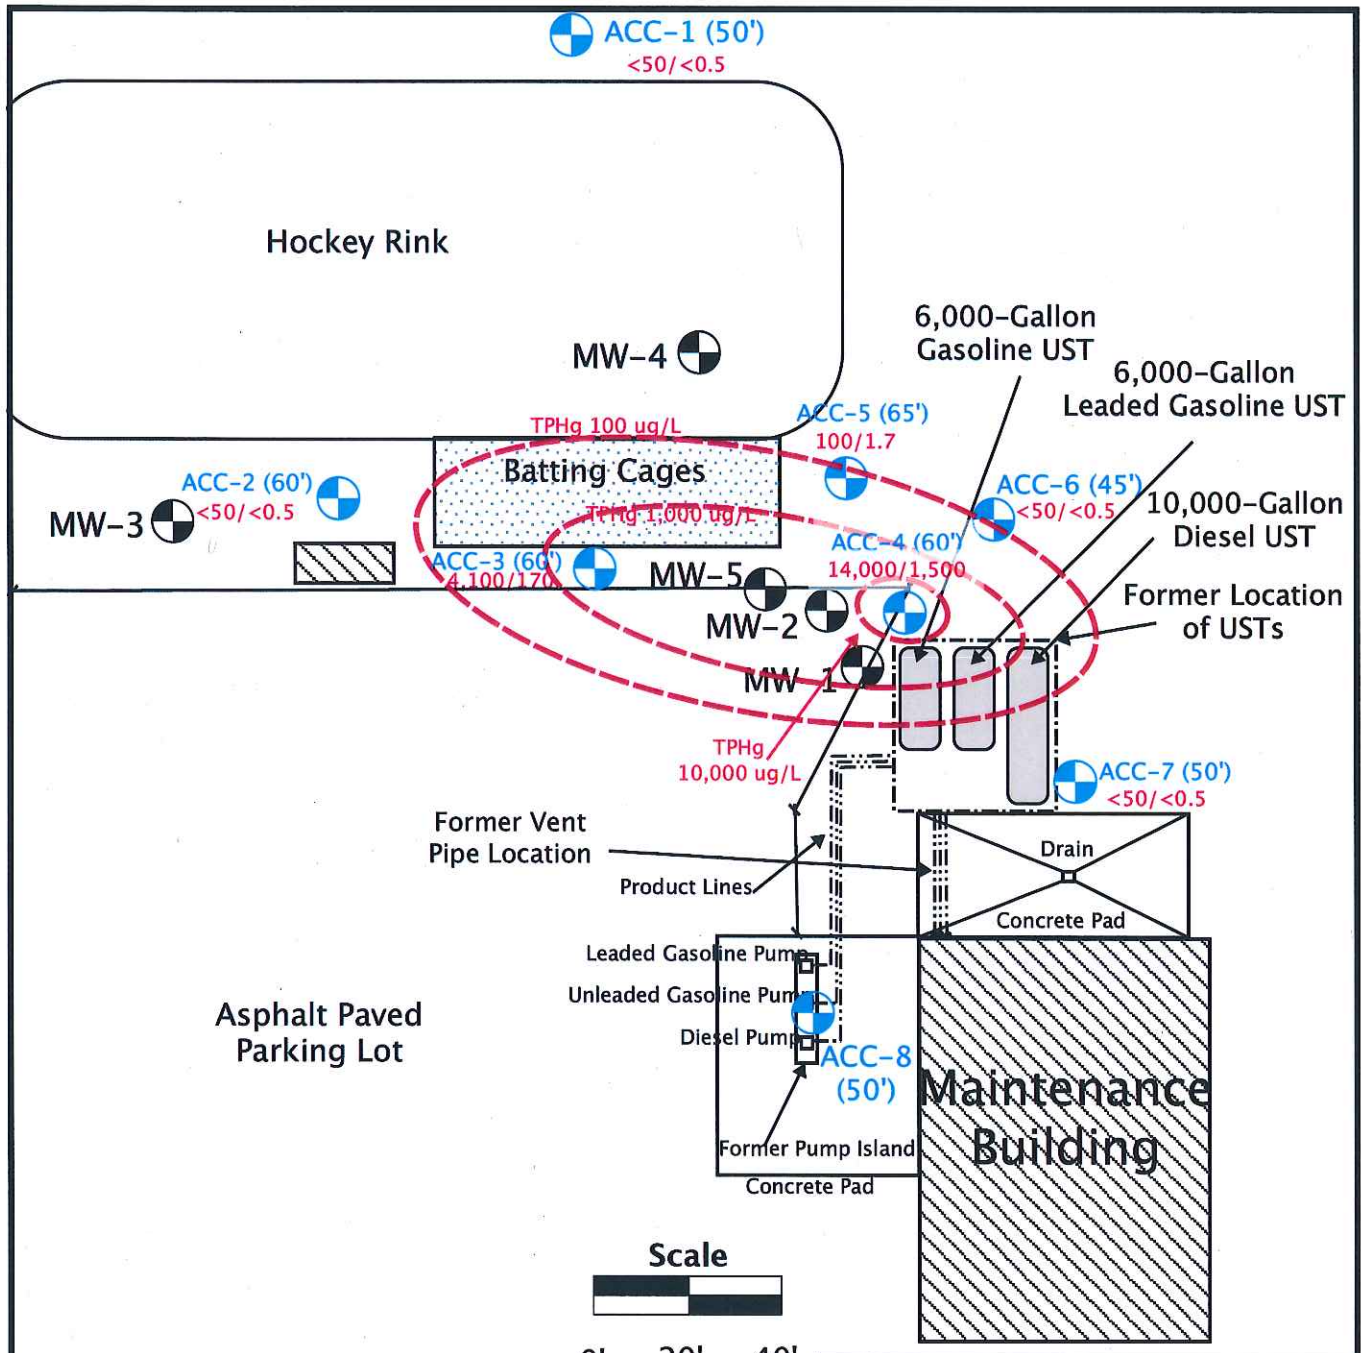 ACC-1 (50')
<50/<0.5
Hockey Rink
6,000-Gallon
Gasoline UST
MW-4
6,000-Gallon
Leaded Gasoline UST
ACC-5 (65')
100/1.7
TPHg 100 ug/L
Batting Cages
ACC-2 (60')
<50/<0.5
MW-3
ACC-6 (45')
<50/<0.5
10,000-Gallon
Diesel UST
TPHg 1,000 ug/L
ACC-4 (60')
14,000/1,500
ACC-3 (60')
4,100/170
MW-5
MW-2
Former Location
of USTs
MW-1
TPHg
10,000 ug/L
ACC-7 (50')
<50/<0.5
Former Vent
Pipe Location
Product Lines
Drain
Concrete Pad
Leaded Gasoline Pump
Unleaded Gasoline Pump
Diesel Pump
ACC-8
(50')
Asphalt Paved
Parking Lot
Maintenance
Building
Former Pump Island
Concrete Pad
Scale
0' 20' 40'